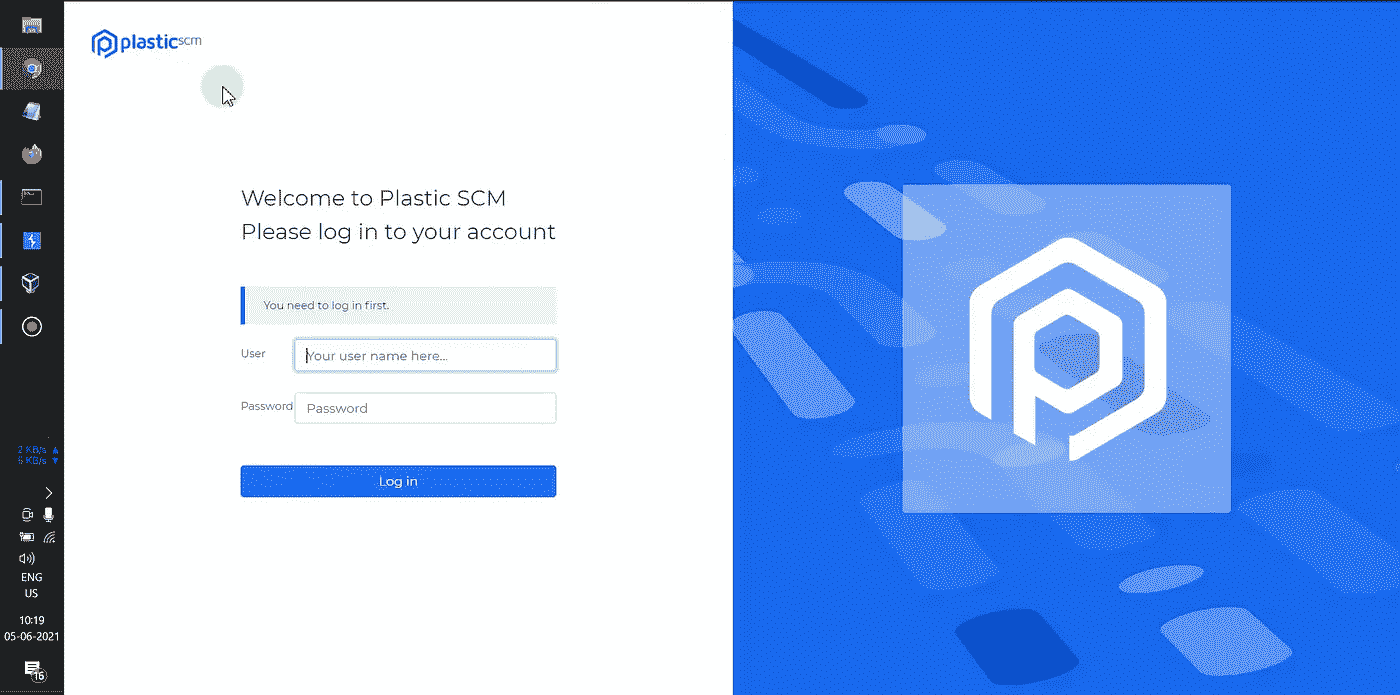 plasticscm
Welcome to Plastic SCM
Please log in to your account
You need to log in first.
User
Your user name here...
Password
Password
Log in
2 KB/s
6 KB/s
ENG
US
10:19
05-06-2021
16